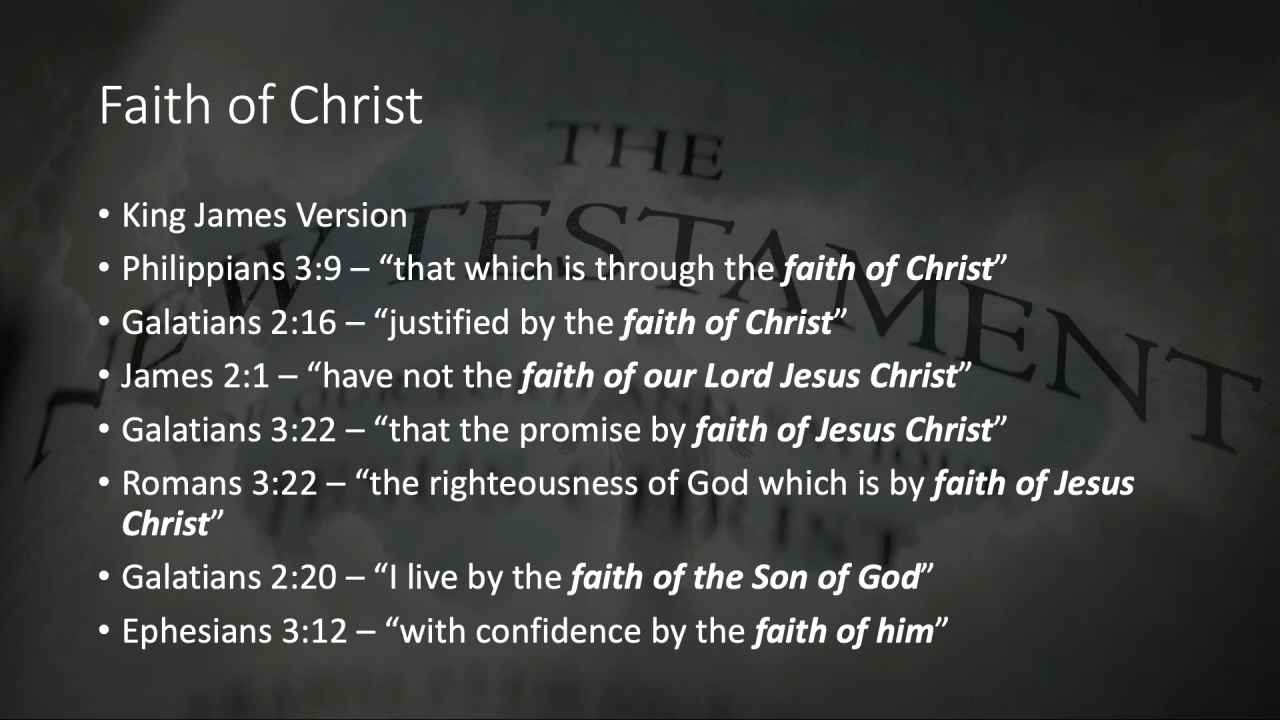 Faith of Christ
THE
NEW TESTAMENT
• King James Version
• Philippians 3:9 – “that which is through the faith of Christ”
• Galatians 2:16 – “justified by the faith of Christ”
• James 2:1 – “have not the faith of our Lord Jesus Christ”
• Galatians 3:22 – “that the promise by faith of Jesus Christ”
• Romans 3:22 – “the righteousness of God which is by faith of Jesus
Christ”
• Galatians 2:20 – “I live by the faith of the Son of God”
• Ephesians 3:12 – “with confidence by the faith of him”